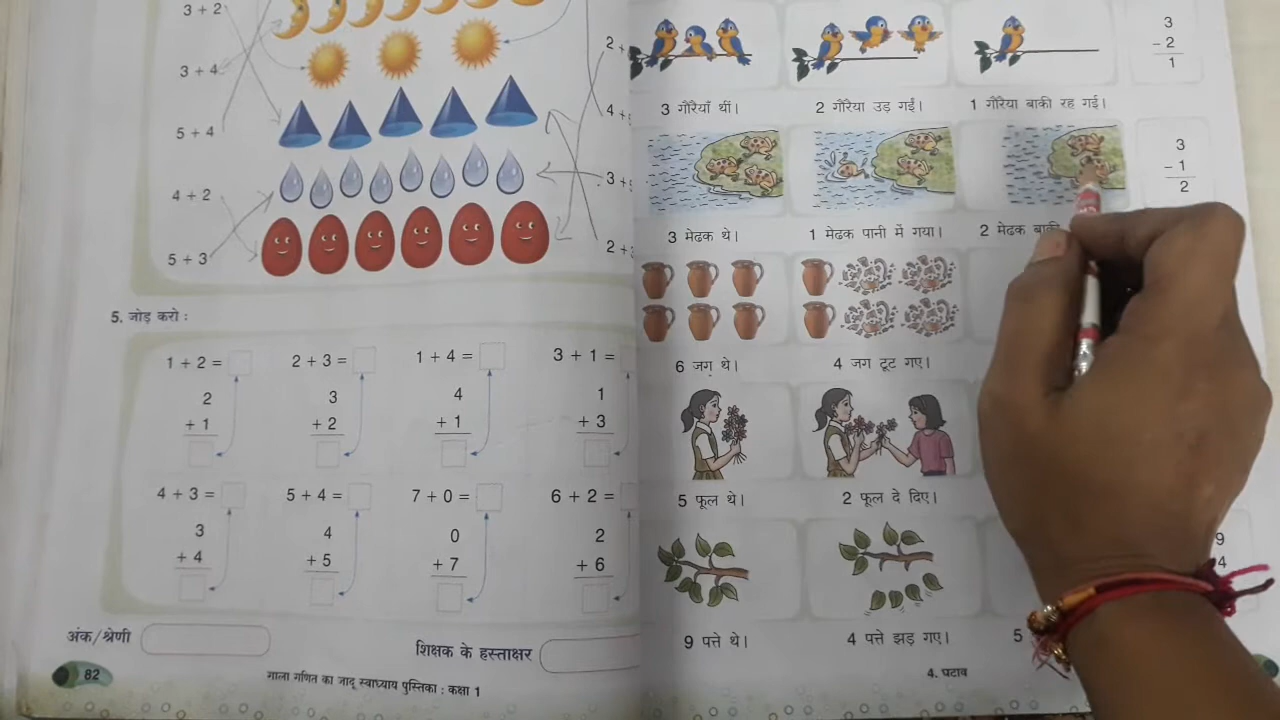 3 + 2
3 + 4
5 + 4
4 + 2
5 + 3
2 +
4 +
3 +
2 +
5. जोड़ करो :
1 + 2 =
2 + 3 =
1 + 4 =
3 + 1 =
2
+ 1
3
+ 2
4
+ 1
1
+ 3
4 + 3 =
5 + 4 =
7 + 0 =
6 + 2 =
3
+ 4
4
+ 5
0
+ 7
2
+ 6
अंक/श्रेणी
शिक्षक के हस्ताक्षर
82
गाला गणित का जादू स्वाध्याय पुस्तिका : कक्षा 1
3
- 2
1
3 गौरैयाँ थीं।
2 गौरैया उड़ गईं।
1 गौरैया बाकी रह गई।
3
- 1
2
3 मेढक थे।
1 मेढक पानी में गया।
2 मेढक बाकी
6 जग थे।
4 जग टूट गए।
5 फूल थे।
2 फूल दे दिए।
9
4
9 पत्ते थे।
4 पत्ते झड़ गए।
5
4. घटाव